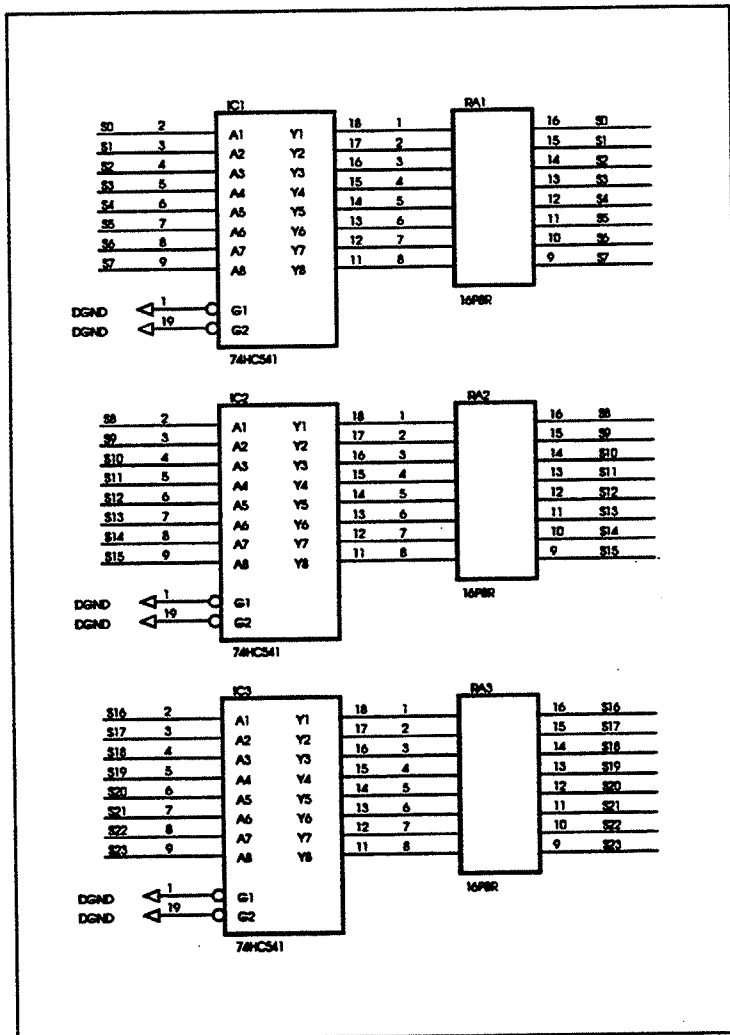 IC1 RA1
S0 2 A1 Y1 18 1 16 S0
S1 3 A2 Y2 17 2 15 S1
S2 4 A3 Y3 16 3 14 S2
S3 5 A4 Y4 15 4 13 S3
S4 6 A5 Y5 14 5 12 S4
S5 7 A6 Y6 13 6 11 S5
S6 8 A7 Y7 12 7 10 S6
S7 9 A8 Y8 11 8 9 S7
16P8R
DGND 1 G1
DGND 19 G2
74HC541
IC2 RA2
S8 2 A1 Y1 18 1 16 S8
S9 3 A2 Y2 17 2 15 S9
S10 4 A3 Y3 16 3 14 S10
S11 5 A4 Y4 15 4 13 S11
S12 6 A5 Y5 14 5 12 S12
S13 7 A6 Y6 13 6 11 S13
S14 8 A7 Y7 12 7 10 S14
S15 9 A8 Y8 11 8 9 S15
16P8R
DGND 1 G1
DGND 19 G2
74HC541
IC3 RA3
S16 2 A1 Y1 18 1 16 S16
S17 3 A2 Y2 17 2 15 S17
S18 4 A3 Y3 16 3 14 S18
S19 5 A4 Y4 15 4 13 S19
S20 6 A5 Y5 14 5 12 S20
S21 7 A6 Y6 13 6 11 S21
S22 8 A7 Y7 12 7 10 S22
S23 9 A8 Y8 11 8 9 S23
16P8R
DGND 1 G1
DGND 19 G2
74HC541